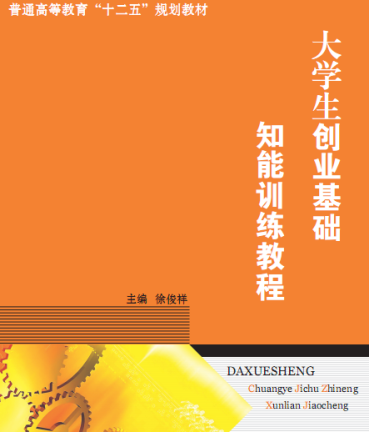 普通高等教育“十二五”规划教材
大学生创业基础
知能训练教程
主编 徐俊祥
DAXUESHENG
Chuangye Jichu Zhineng
Xunlian Jiaocheng